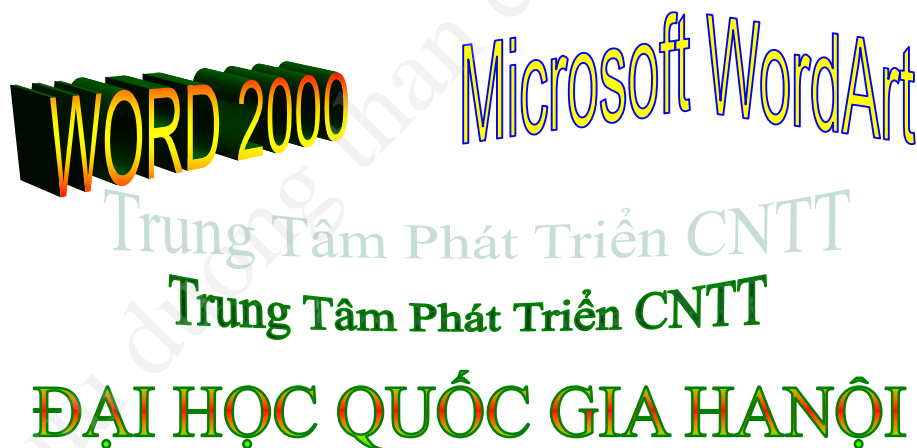 WORD 2000
Microsoft WordArt
Trung Tâm Phát Triển CNTT
Trung Tâm Phát Triển CNTT
ĐẠI HỌC QUỐC GIA HANỘI